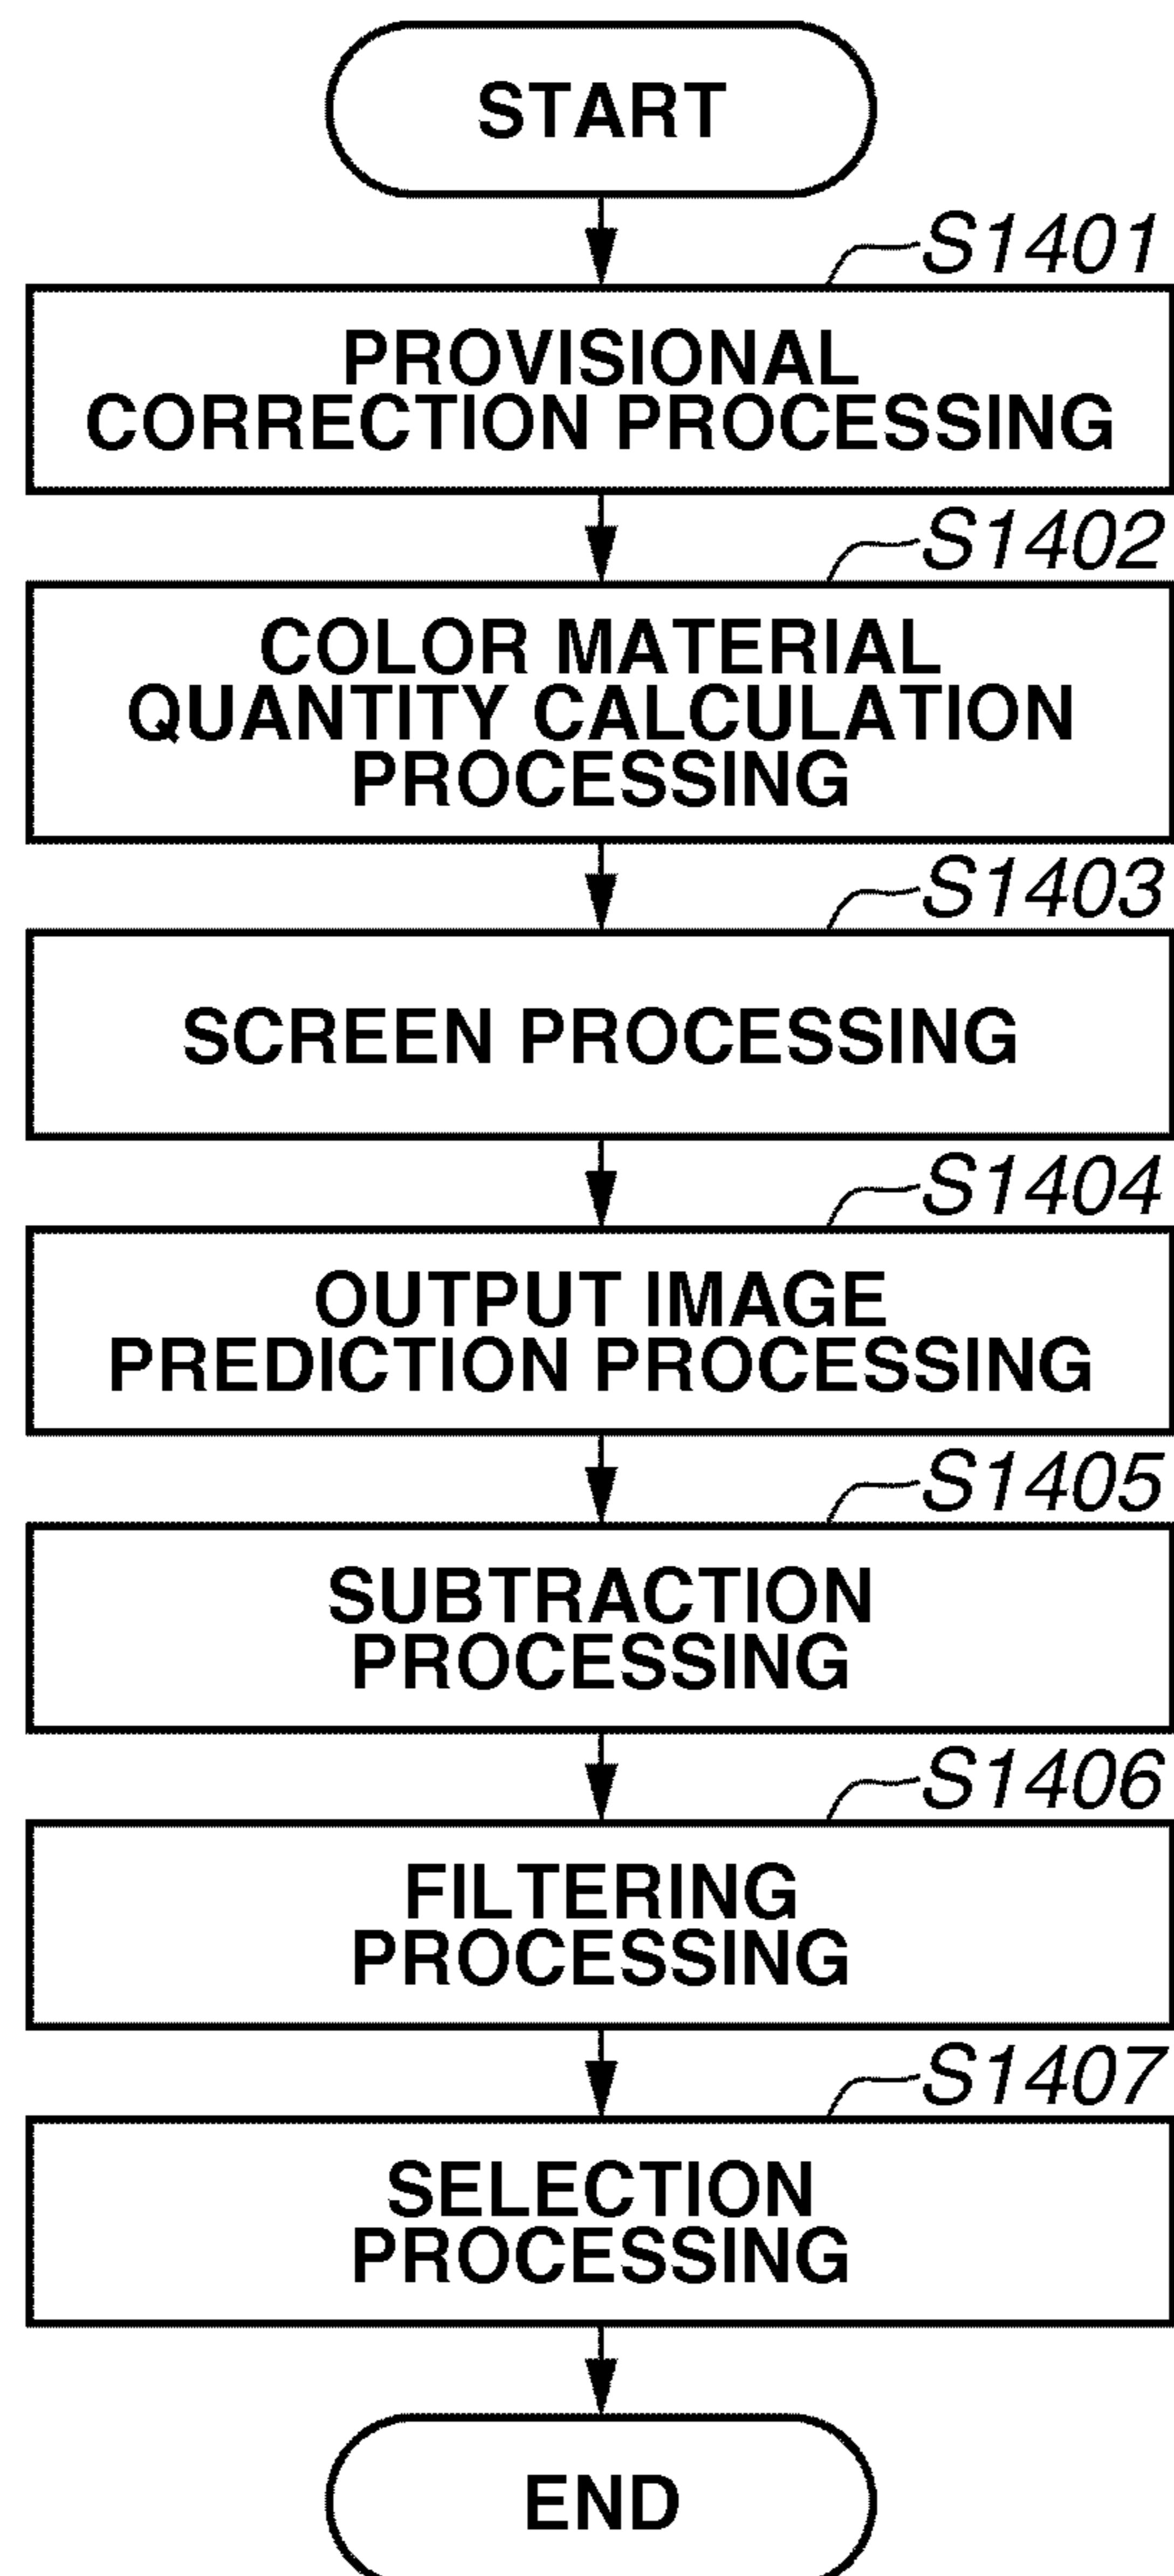 START
S1401
PROVISIONAL
CORRECTION PROCESSING
S1402
COLOR MATERIAL
QUANTITY CALCULATION
PROCESSING
S1403
SCREEN PROCESSING
S1404
OUTPUT IMAGE
PREDICTION PROCESSING
S1405
SUBTRACTION
PROCESSING
S1406
FILTERING
PROCESSING
S1407
SELECTION
PROCESSING
END